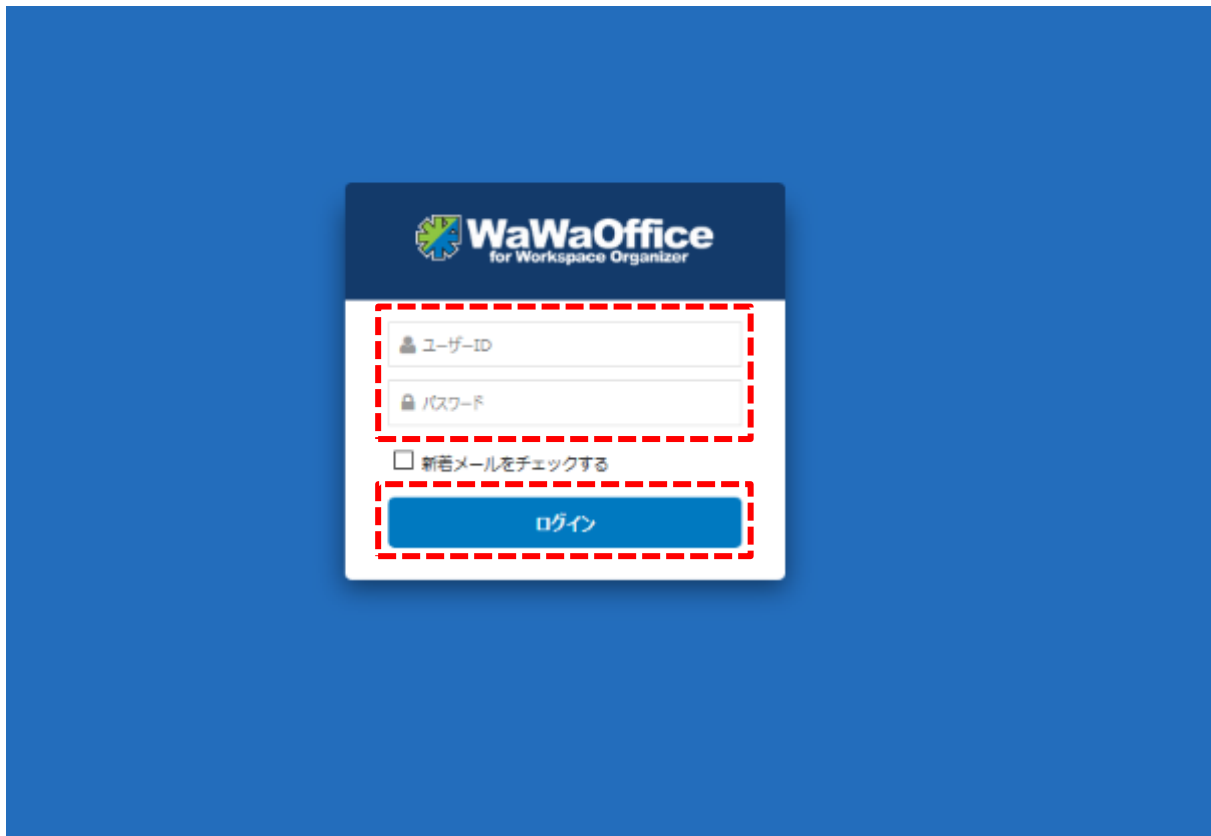 WaWaOffice
for Workspace Organizer
ユーザーID
パスワード
新着メールをチェックする
ログイン